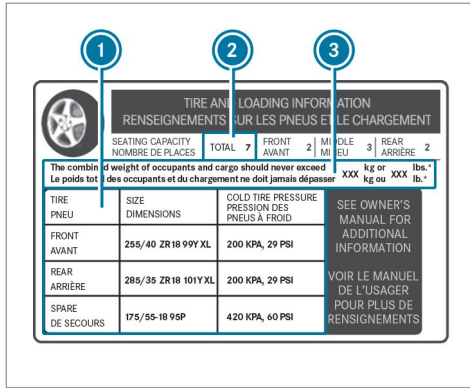 1 2 3
TIRE AND LOADING INFORMATION
RENSEIGNEMENTS SUR LES PNEUS ET LE CHARGEMENT
SEATING CAPACITY
NOMBRE DE PLACES
TOTAL 7
FRONT
AVANT 2
MIDDLE
MILIEU 3
REAR
ARRIÈRE 2
The combined weight of occupants and cargo should never exceed XXX kg or XXX lbs.*
Le poids total des occupants et du chargement ne doit jamais dépasser XXX kg ou XXX lb.*
TIRE
PNEU
SIZE
DIMENSIONS
COLD TIRE PRESSURE
PRESSION DES
PNEUS À FROID
FRONT
AVANT
255/40 ZR18 99Y XL
200 KPA, 29 PSI
REAR
ARRIÈRE
285/35 ZR18 101Y XL
200 KPA, 29 PSI
SPARE
DE SECOURS
175/55-18 95P
420 KPA, 60 PSI
SEE OWNER'S
MANUAL FOR
ADDITIONAL
INFORMATION
VOIR LE MANUEL
DE L'USAGER
POUR PLUS DE
RENSIGNEMENTS